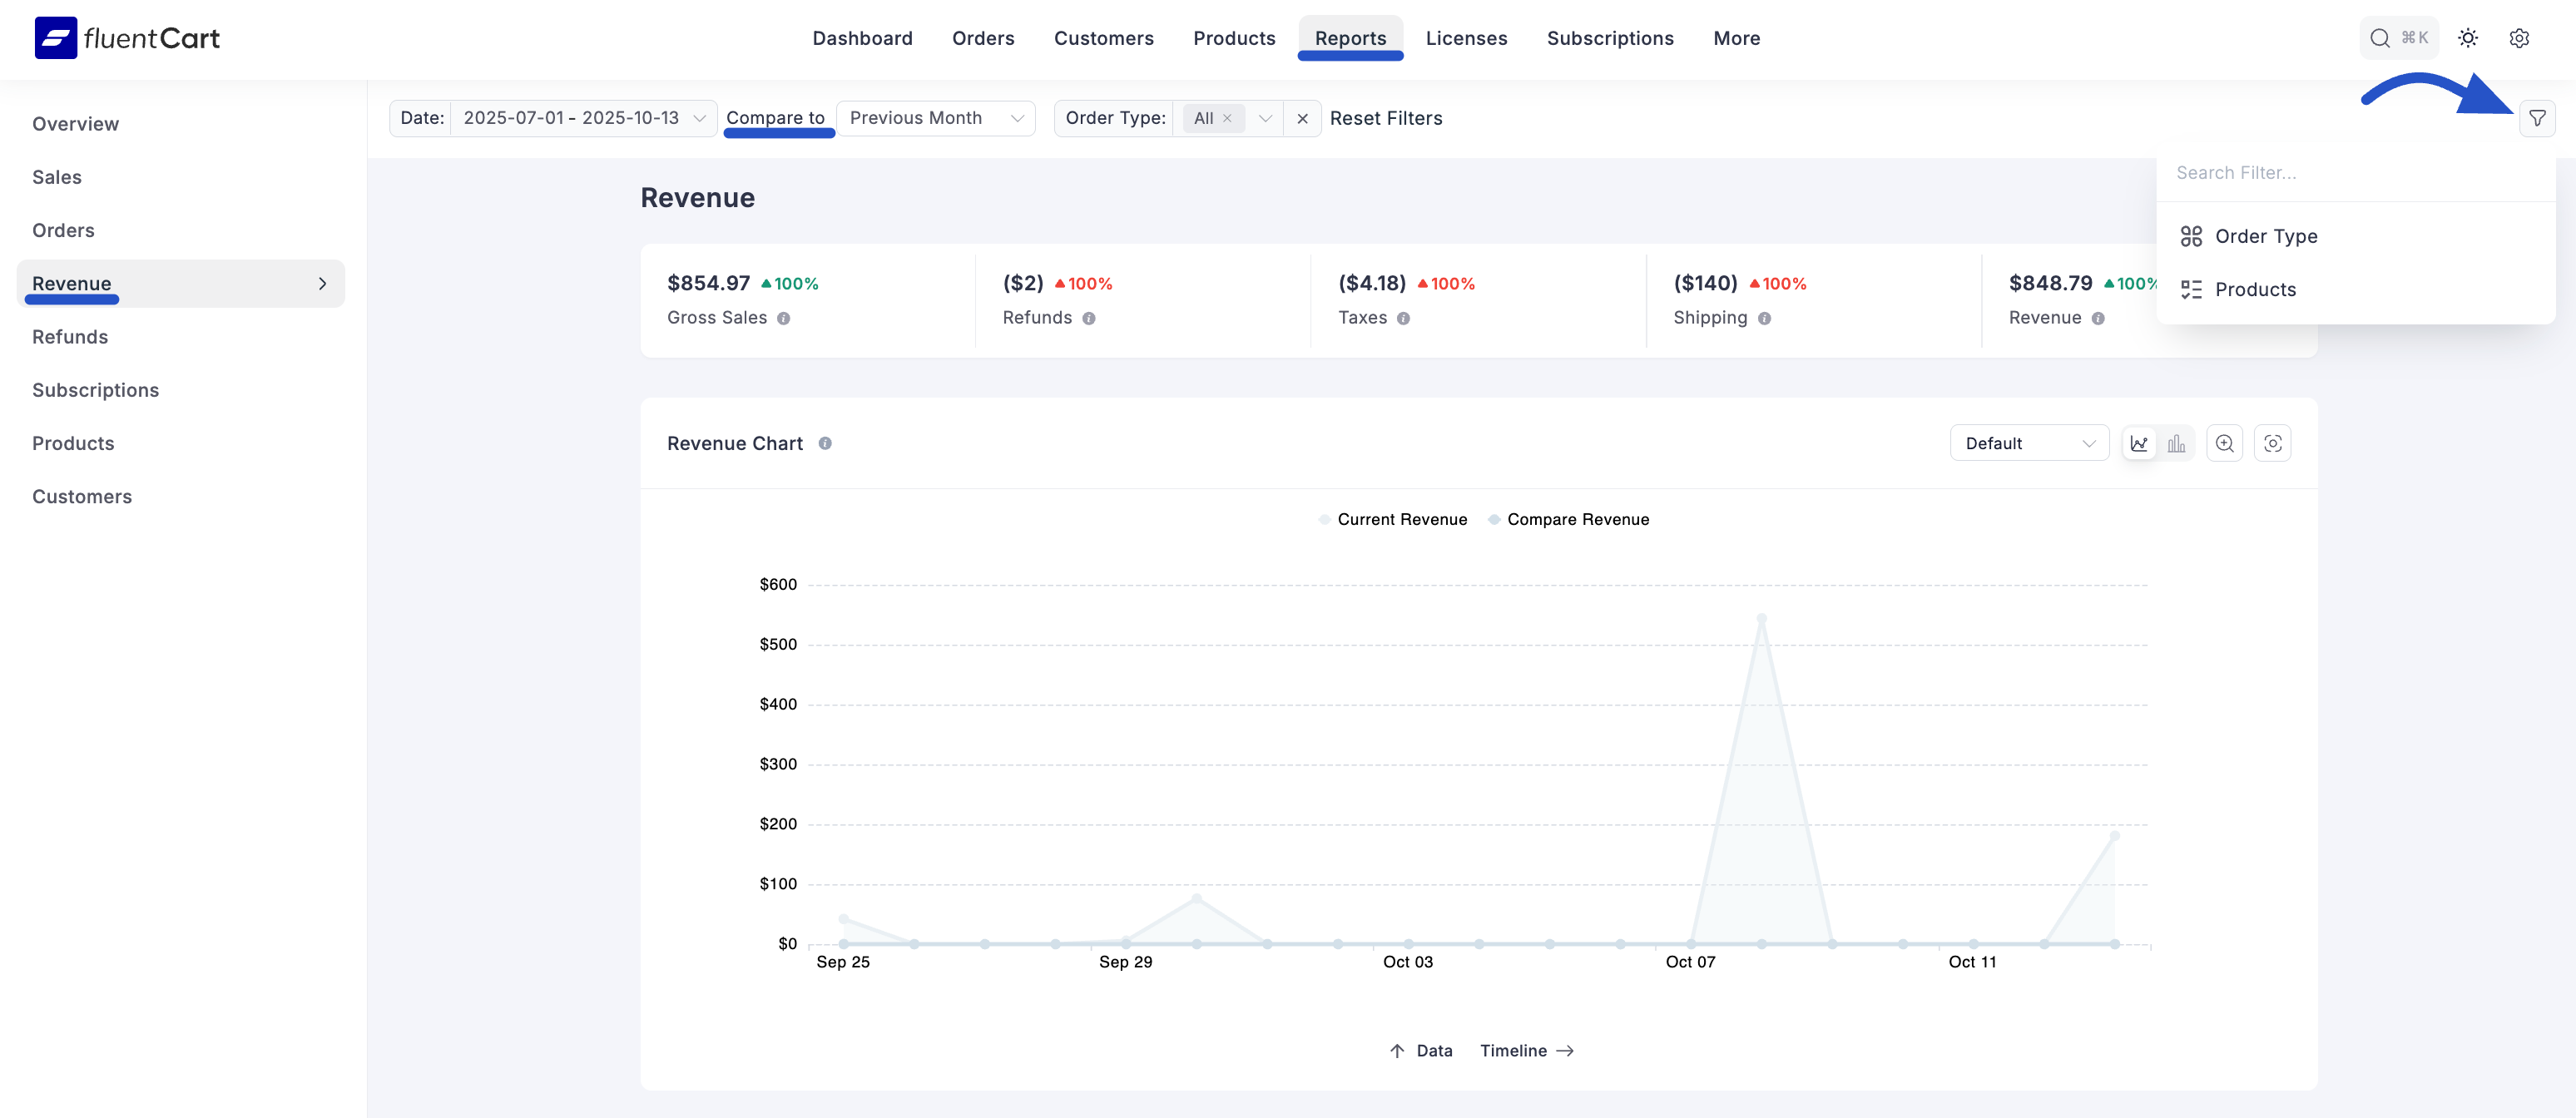 fluentCart
Dashboard Orders Customers Products Reports Licenses Subscriptions More
⌘K
Overview
Sales
Orders
Revenue
Refunds
Subscriptions
Products
Customers
Date: 2025-07-01 - 2025-10-13 Compare to Previous Month Order Type: All Reset Filters
Search Filter...
Order Type
Products
Revenue
$854.97 100%
Gross Sales
($2) 100%
Refunds
($4.18) 100%
Taxes
($140) 100%
Shipping
$848.79 100%
Revenue
Revenue Chart
Default
Current Revenue Compare Revenue
$600
$500
$400
$300
$200
$100
$0
Sep 25 Sep 29 Oct 03 Oct 07 Oct 11
↑ Data Timeline →